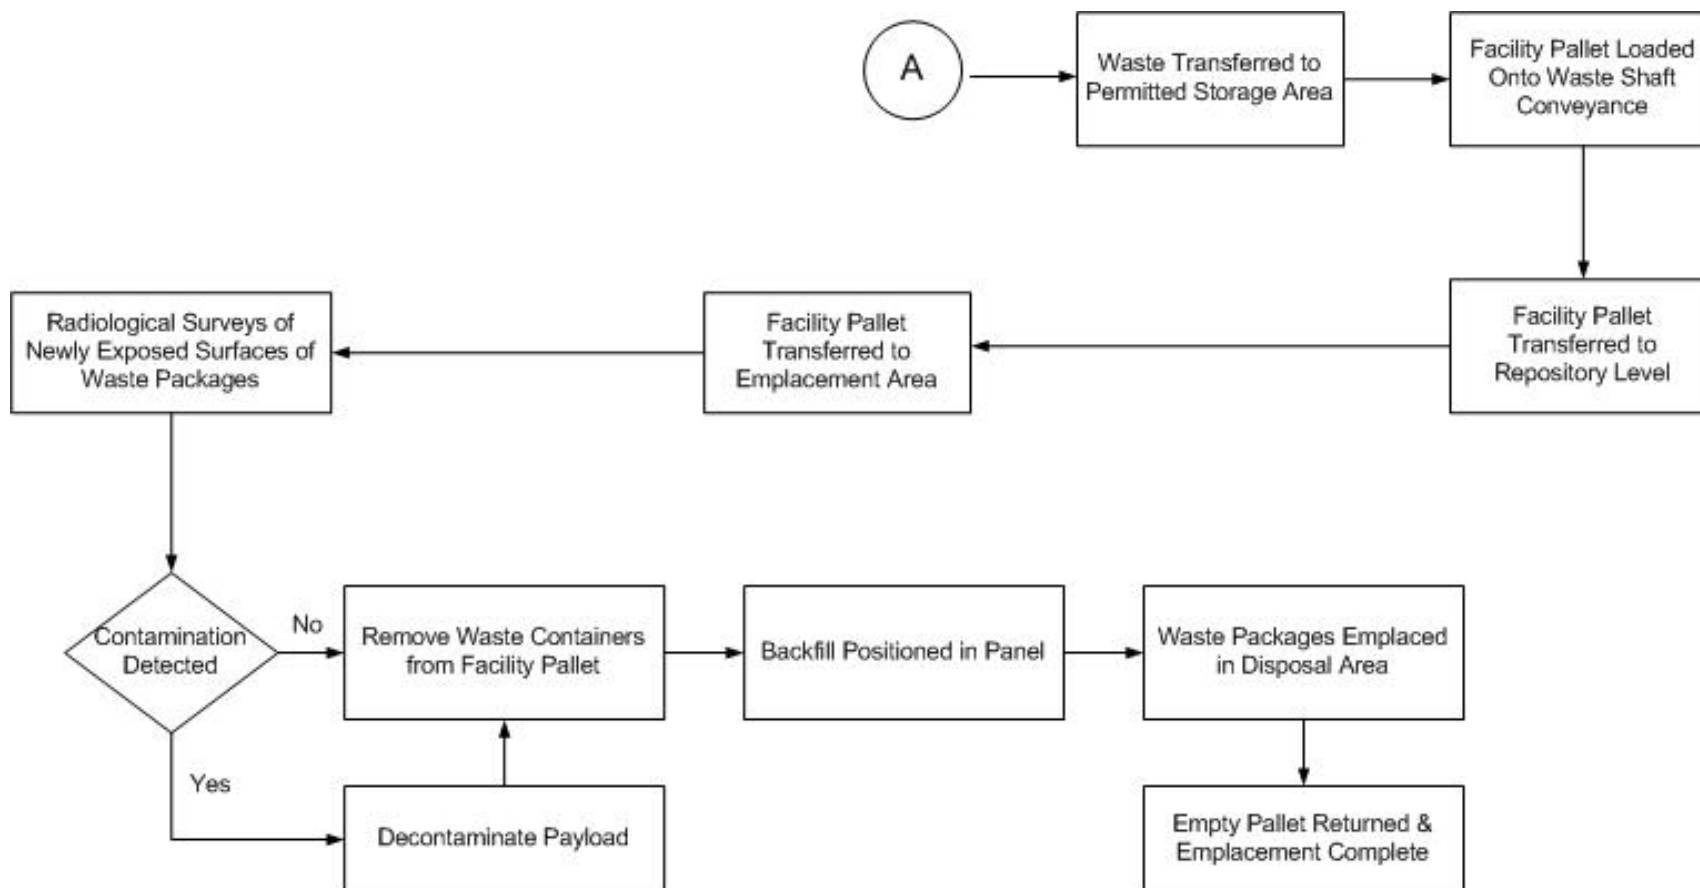 A
Waste Transferred to
Permitted Storage Area
Facility Pallet Loaded
Onto Waste Shaft
Conveyance
Facility Pallet
Transferred to
Repository Level
Facility Pallet
Transferred to
Emplacement Area
Radiological Surveys of
Newly Exposed Surfaces of
Waste Packages
Contamination
Detected
No
Yes
Decontaminate Payload
Remove Waste Containers
from Facility Pallet
Backfill Positioned in Panel
Waste Packages Emplaced
in Disposal Area
Empty Pallet Returned &
Emplacement Complete